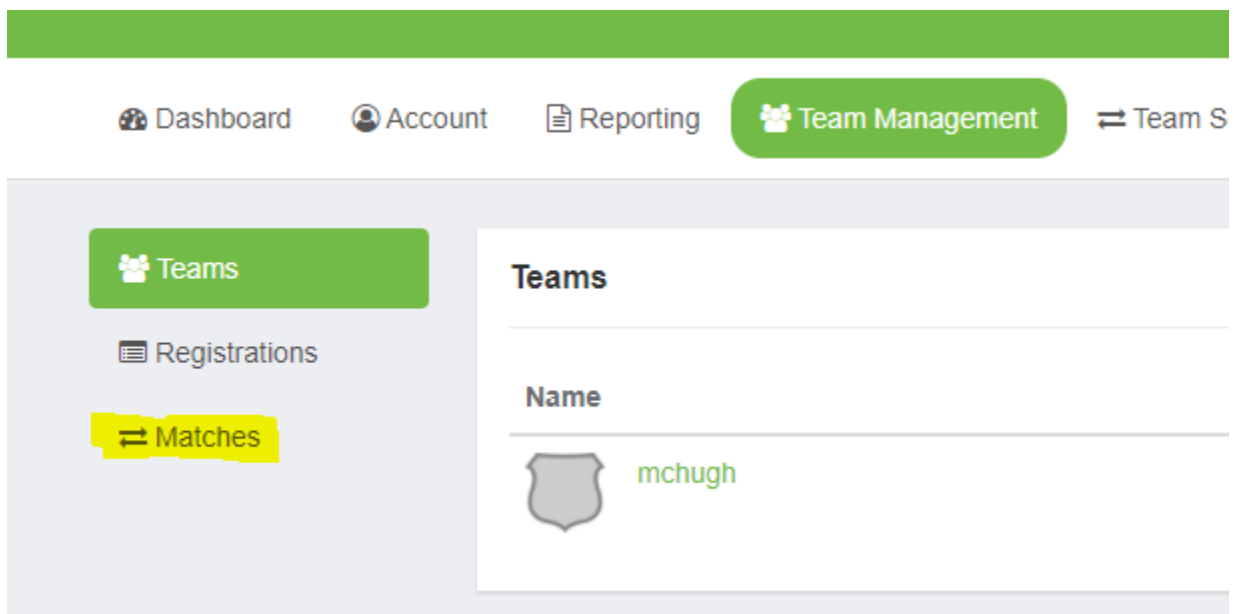 Dashboard Account Reporting Team Management Team S
Teams
Registrations
Matches
Teams
Name
mchugh